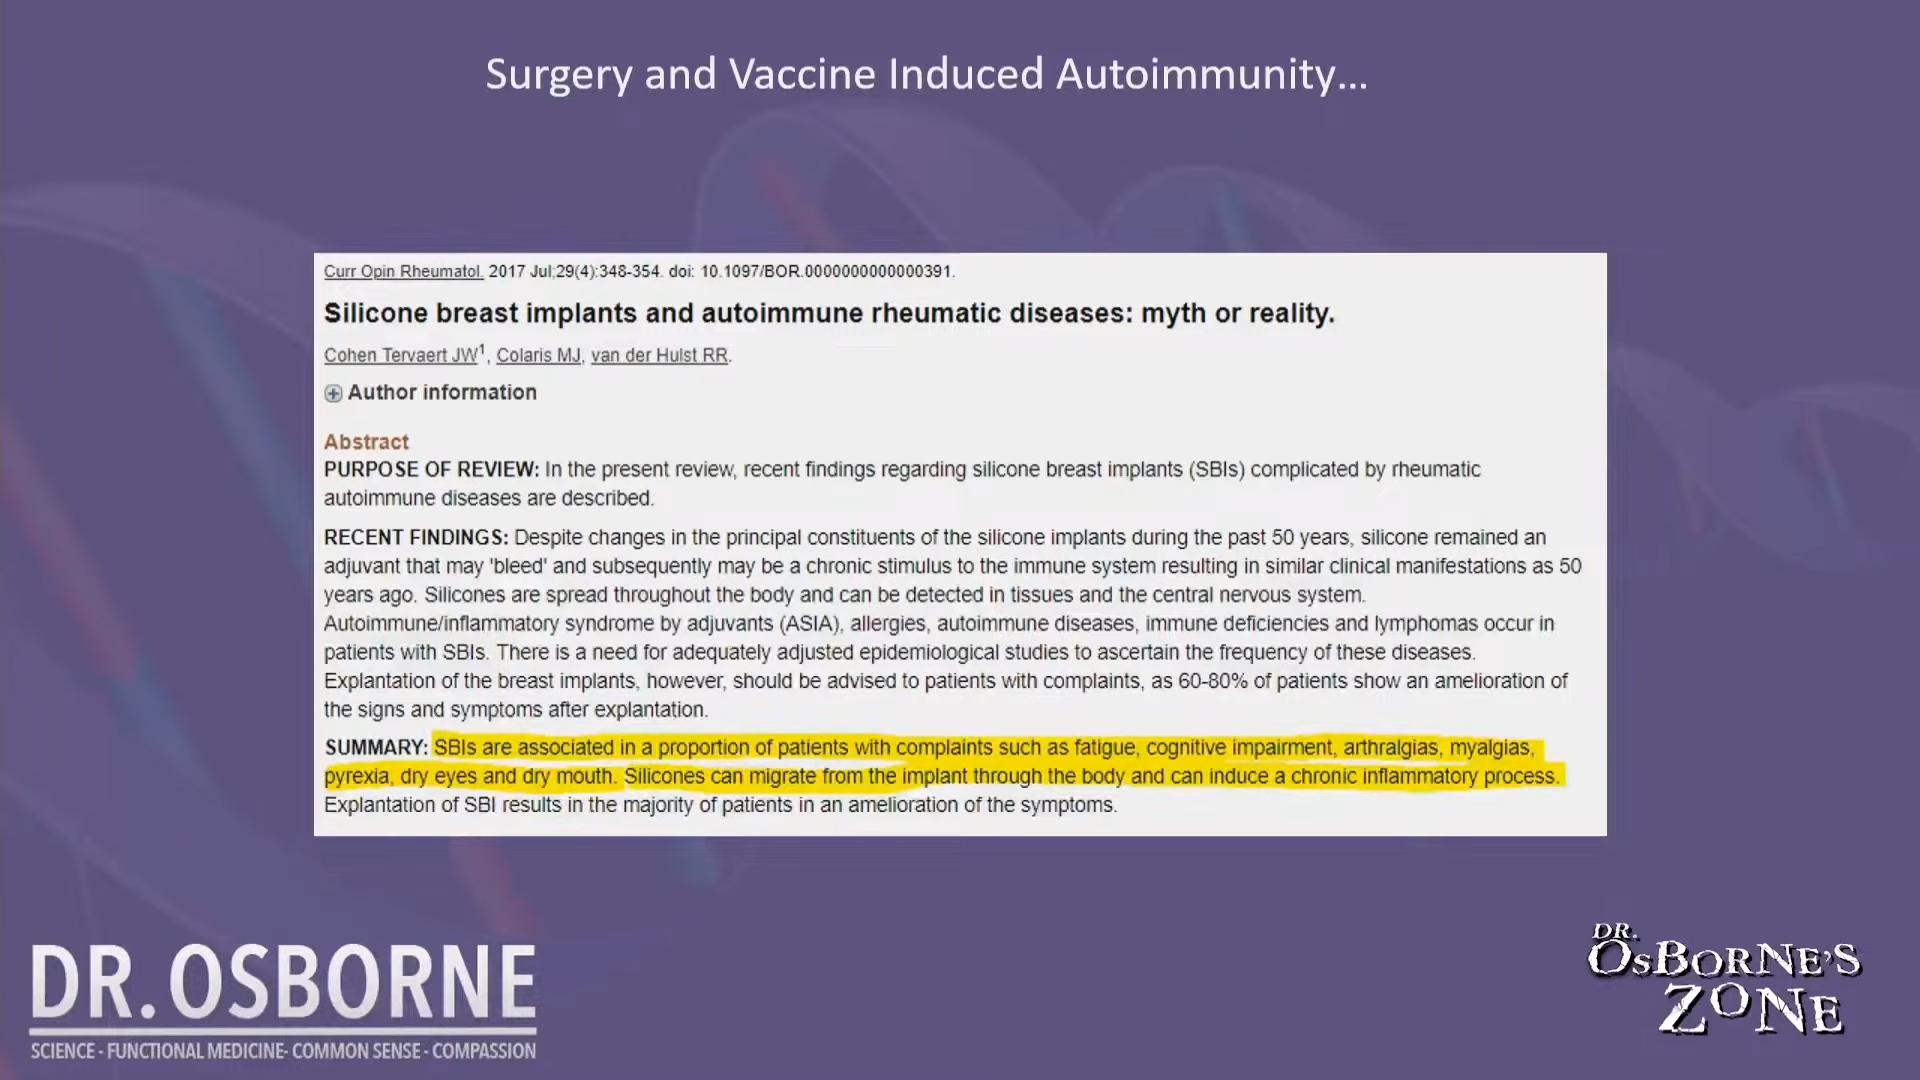 Surgery and Vaccine Induced Autoimmunity...
Curr Opin Rheumatol. 2017 Jul;29(4):348-354. doi: 10.1097/BOR.0000000000000391.
Silicone breast implants and autoimmune rheumatic diseases: myth or reality.
Cohen Tervaert JW1, Colaris MJ, van der Hulst RR.
Author information
Abstract
PURPOSE OF REVIEW: In the present review, recent findings regarding silicone breast implants (SBIs) complicated by rheumatic
autoimmune diseases are described.
RECENT FINDINGS: Despite changes in the principal constituents of the silicone implants during the past 50 years, silicone remained an
adjuvant that may 'bleed' and subsequently may be a chronic stimulus to the immune system resulting in similar clinical manifestations as 50
years ago. Silicones are spread throughout the body and can be detected in tissues and the central nervous system.
Autoimmune/inflammatory syndrome by adjuvants (ASIA), allergies, autoimmune diseases, immune deficiencies and lymphomas occur in
patients with SBIs. There is a need for adequately adjusted epidemiological studies to ascertain the frequency of these diseases.
Explantation of the breast implants, however, should be advised to patients with complaints, as 60-80% of patients show an amelioration of
the signs and symptoms after explantation.
SUMMARY: SBIs are associated in a proportion of patients with complaints such as fatigue, cognitive impairment, arthralgias, myalgias,
pyrexia, dry eyes and dry mouth. Silicones can migrate from the implant through the body and can induce a chronic inflammatory process.
Explantation of SBI results in the majority of patients in an amelioration of the symptoms.
DR. OSBORNE
SCIENCE - FUNCTIONAL MEDICINE- COMMON SENSE - COMPASSION
DR.
OSBORNE'S
ZONE